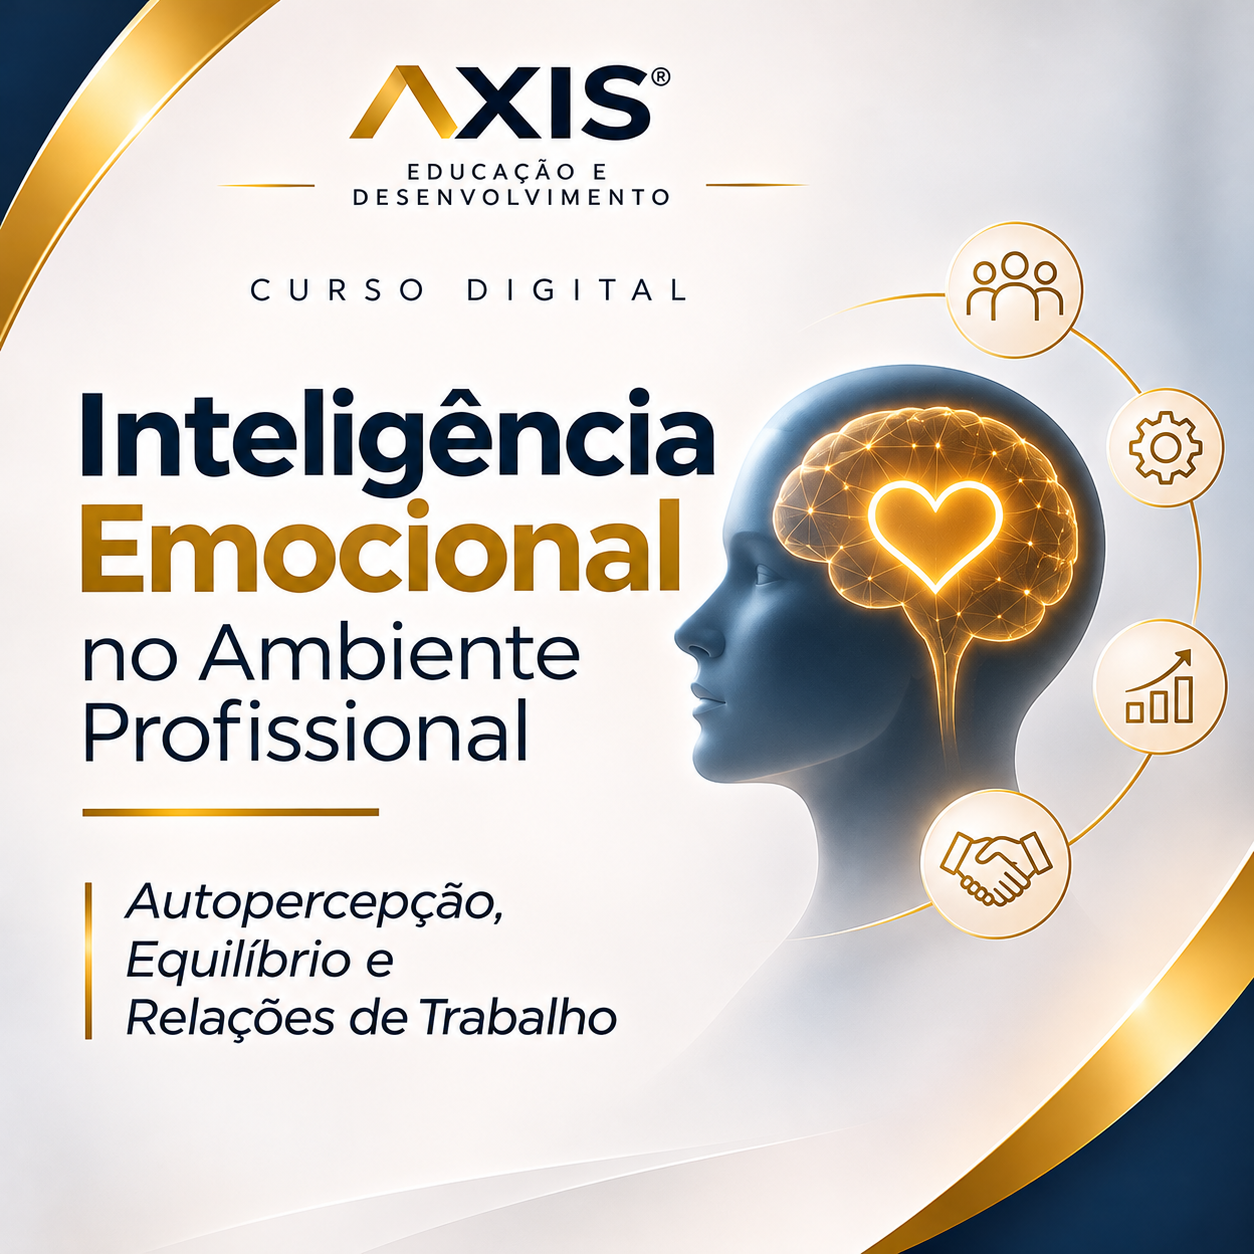 AXIS®
EDUCAÇÃO E
DESENVOLVIMENTO
CURSO DIGITAL
Inteligência
Emocional
no Ambiente
Profissional
Autopercepção,
Equilíbrio e
Relações de Trabalho